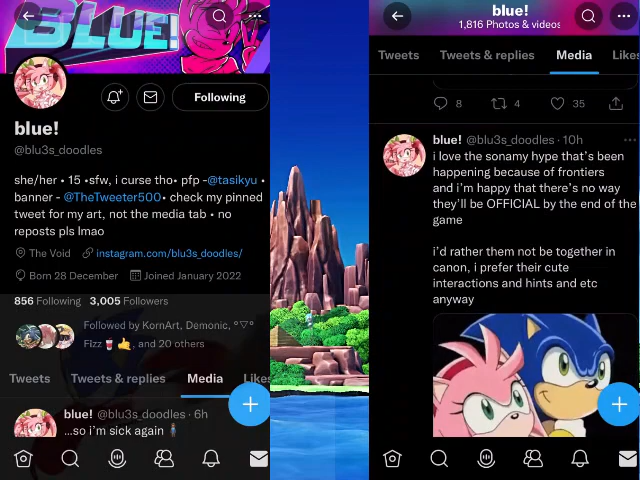 BLUE!
Following
blue!
@blu3s_doodles
she/her • 15 •sfw, i curse tho• pfp -@tasikyu •
banner - @TheTweeter500• check my pinned
tweet for my art, not the media tab • no
reposts pls lmao
The Void instagram.com/blu3s_doodles/
Born 28 December Joined January 2022
856 Following 3,005 Followers
Followed by KornArt, Demonic, °▽°
FIzz 🥤🤙, and 20 others
Tweets Tweets & replies Media Likes
blue! @blu3s_doodles · 6h
...so i'm sick again 🧍
blue!
1,816 Photos & videos
Tweets Tweets & replies Media Likes
8 4 35
blue! @blu3s_doodles · 10h
i love the sonamy hype that's been
happening because of frontiers
and i'm happy that there's no way
they'll be OFFICIAL by the end of the
game
i'd rather them not be together in
canon, i prefer their cute
interactions and hints and etc
anyway